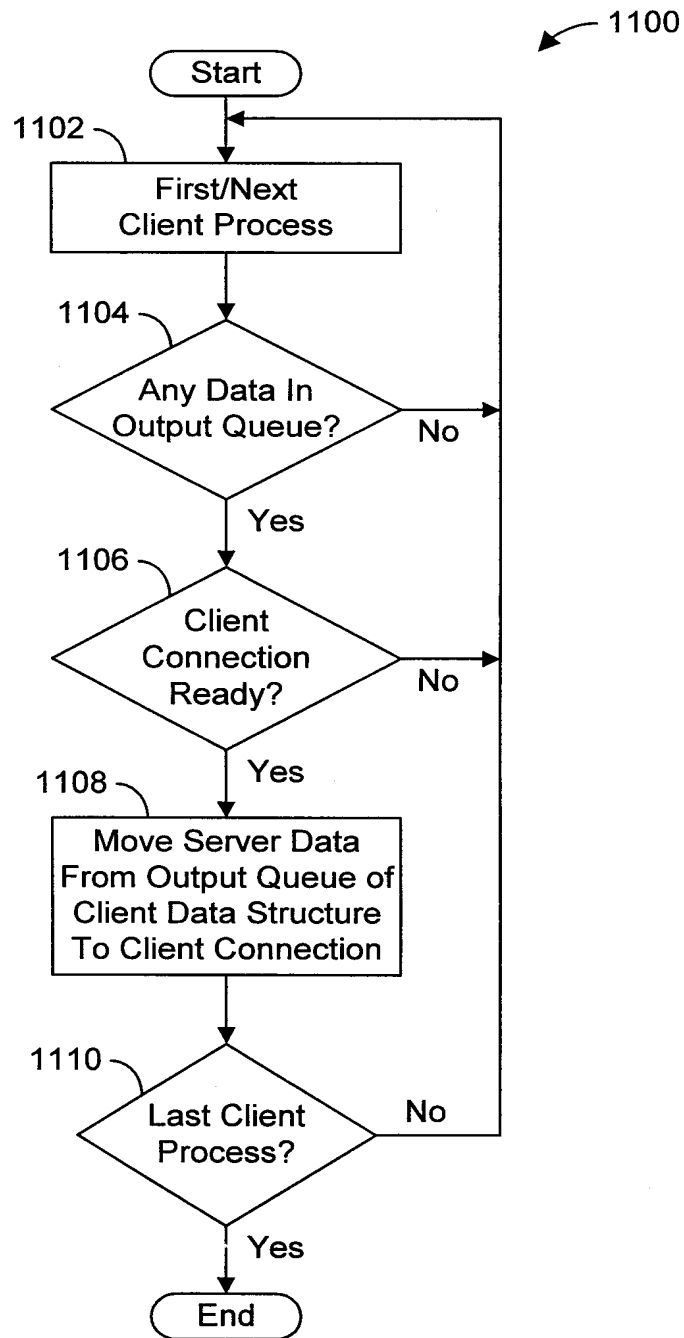 1100
Start
1102
First/Next
Client Process
1104
Any Data In
Output Queue?
No
Yes
1106
Client
Connection
Ready?
No
Yes
1108
Move Server Data
From Output Queue of
Client Data Structure
To Client Connection
1110
Last Client
Process?
No
Yes
End